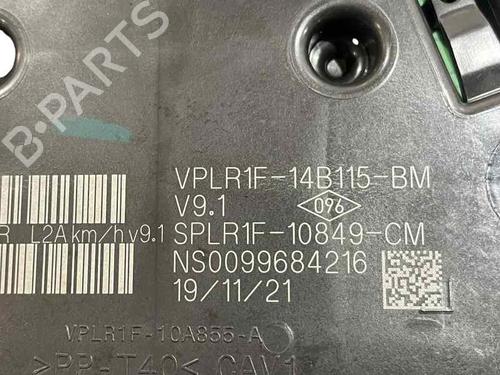 B-PARTS
VPLR1F-14B115-BM
V9.1 096
R L2A km/h v9.1 SPLR1F-10849-CM
NS0099684216
19/11/21
VPLR1F-10A855-A
>PP-T40< CAV1